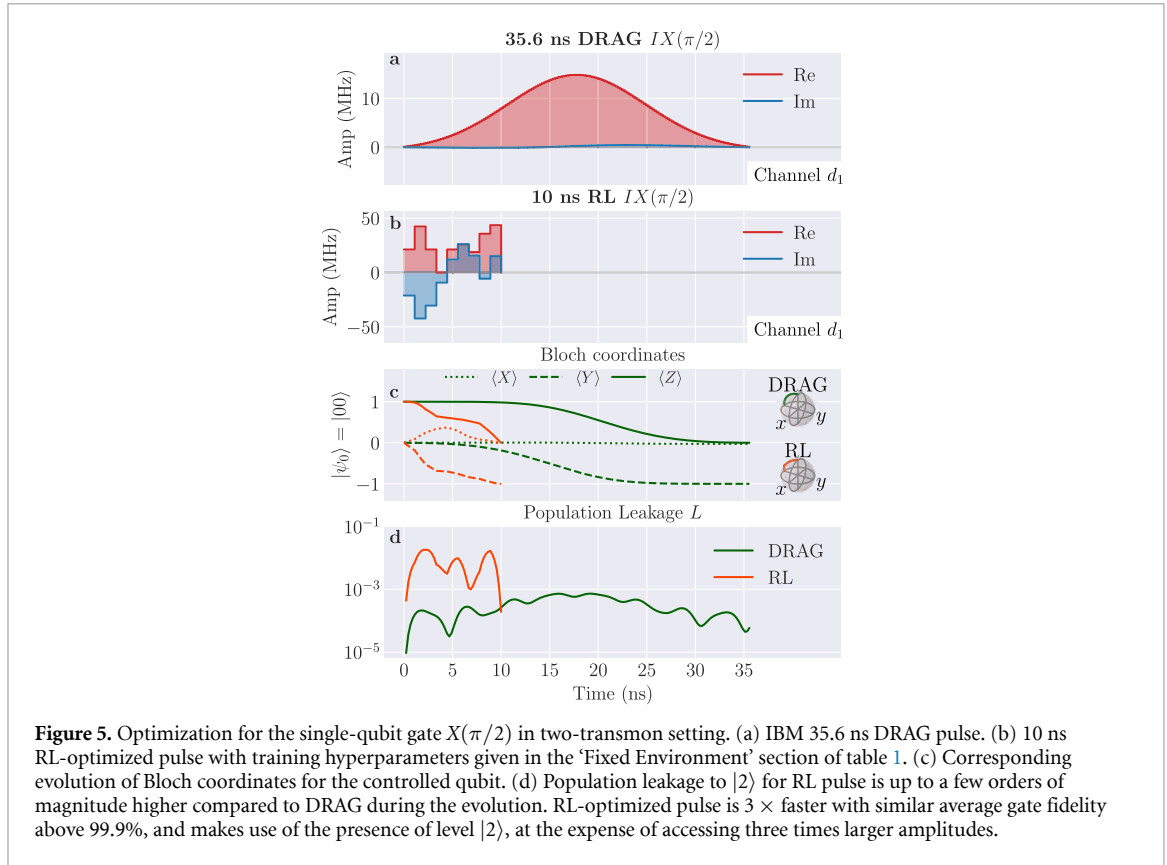 35.6 ns DRAG IX(π/2)
a
Re
Im
10
0
Amp (MHz)
Channel d₁
10 ns RL IX(π/2)
b
Re
Im
50
0
−50
Amp (MHz)
Channel d₁
Bloch coordinates
⟨X⟩ ⟨Y⟩ ⟨Z⟩
c
1
0
−1
|ψ₀⟩ = |00⟩
DRAG
x y
RL
x y
Population Leakage L
d
DRAG
RL
10⁻¹
10⁻³
10⁻⁵
0 5 10 15 20 25 30 35
Time (ns)
Figure 5. Optimization for the single-qubit gate X(π/2) in two-transmon setting. (a) IBM 35.6 ns DRAG pulse. (b) 10 ns
RL-optimized pulse with training hyperparameters given in the ‘Fixed Environment’ section of table 1. (c) Corresponding
evolution of Bloch coordinates for the controlled qubit. (d) Population leakage to |2⟩ for RL pulse is up to a few orders of
magnitude higher compared to DRAG during the evolution. RL-optimized pulse is 3 × faster with similar average gate fidelity
above 99.9%, and makes use of the presence of level |2⟩, at the expense of accessing three times larger amplitudes.